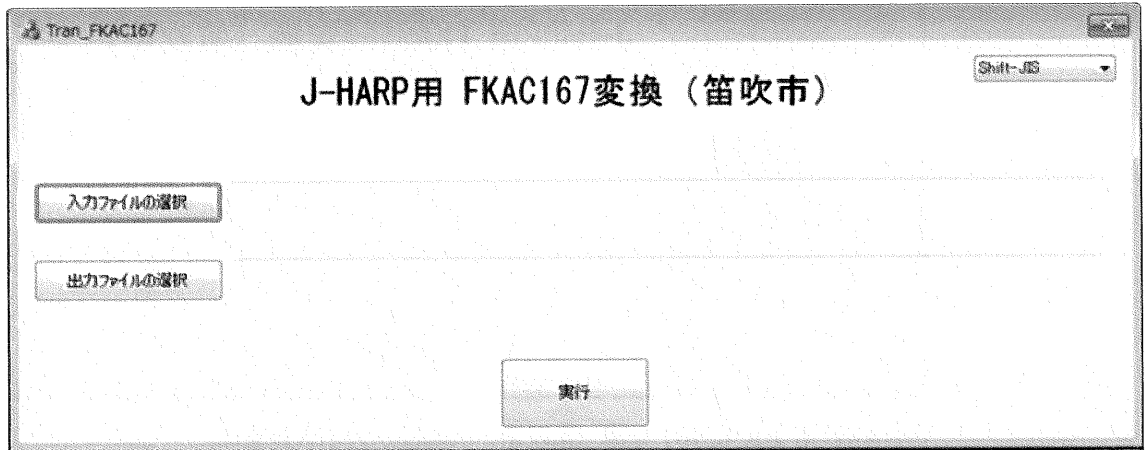 Tran_FKAC167
Shift-JIS
J-HARP用 FKAC167変換（笛吹市）
入力ファイルの選択
出力ファイルの選択
実行